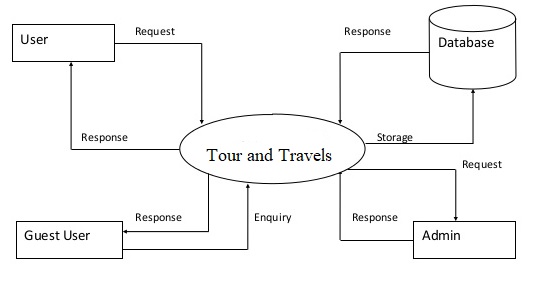 Request
User
Response
Database
Response
Storage
Tour and Travels
Request
Response
Enquiry
Response
Guest User
Admin